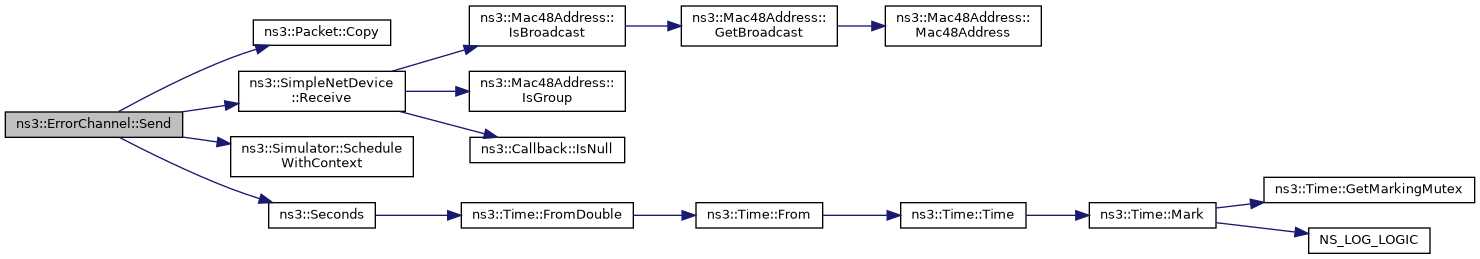 ns3::ErrorChannel::Send
ns3::Packet::Copy
ns3::SimpleNetDevice
::Receive
ns3::Mac48Address::
IsBroadcast
ns3::Mac48Address::
GetBroadcast
ns3::Mac48Address::
Mac48Address
ns3::Mac48Address::
IsGroup
ns3::Callback::IsNull
ns3::Simulator::Schedule
WithContext
ns3::Seconds
ns3::Time::FromDouble
ns3::Time::From
ns3::Time::Time
ns3::Time::Mark
ns3::Time::GetMarkingMutex
NS_LOG_LOGIC